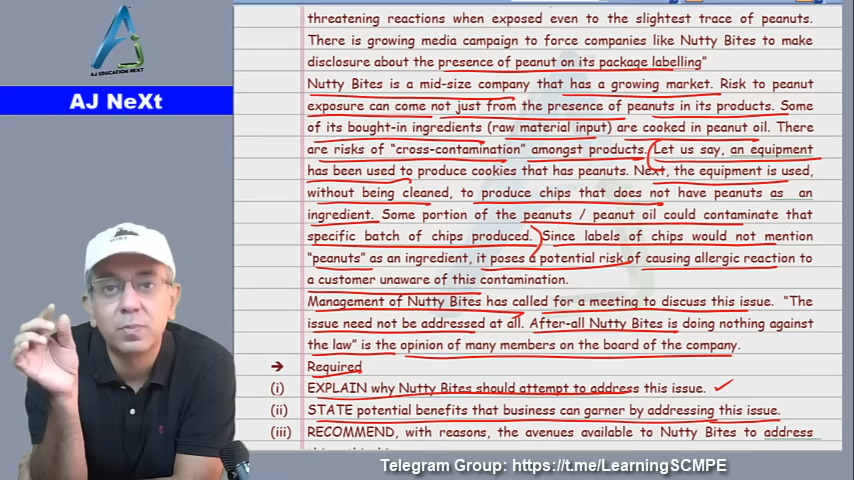 threatening reactions when exposed even to the slightest trace of peanuts.
There is growing media campaign to force companies like Nutty Bites to make
disclosure about the presence of peanut on its package labelling"
Nutty Bites is a mid-size company that has a growing market. Risk to peanut
exposure can come not just from the presence of peanuts in its products. Some
of its bought-in ingredients (raw material input) are cooked in peanut oil. There
are risks of "cross-contamination" amongst products. Let us say, an equipment
has been used to produce cookies that has peanuts. Next, the equipment is used,
without being cleaned, to produce chips that does not have peanuts as an
ingredient. Some portion of the peanuts / peanut oil could contaminate that
specific batch of chips produced. Since labels of chips would not mention
"peanuts" as an ingredient, it poses a potential risk of causing allergic reaction to
a customer unaware of this contamination.
Management of Nutty Bites has called for a meeting to discuss this issue. "The
issue need not be addressed at all. After-all Nutty Bites is doing nothing against
the law" is the opinion of many members on the board of the company.
➔ Required
(i) EXPLAIN why Nutty Bites should attempt to address this issue.
(ii) STATE potential benefits that business can garner by addressing this issue.
(iii) RECOMMEND, with reasons, the avenues available to Nutty Bites to address
AJ EDUCATION NEXT
AJ NeXt
Telegram Group: https://t.me/LearningSCMPE